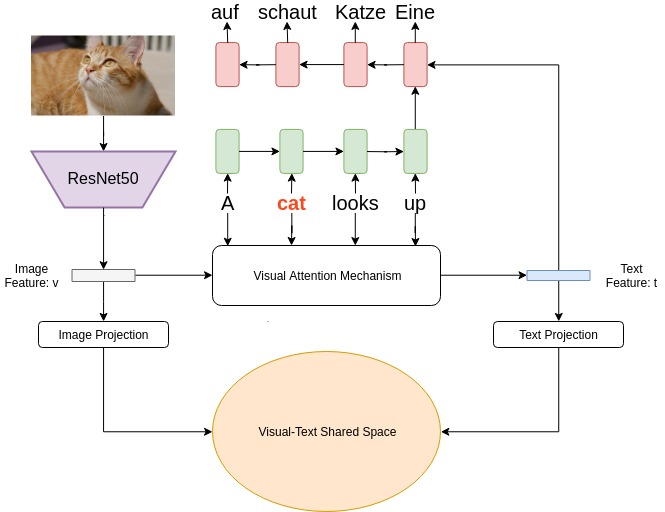 auf schaut Katze Eine
ResNet50
A cat looks up
Image
Feature: v
Visual Attention Mechanism
Text
Feature: t
Image Projection
Text Projection
Visual-Text Shared Space